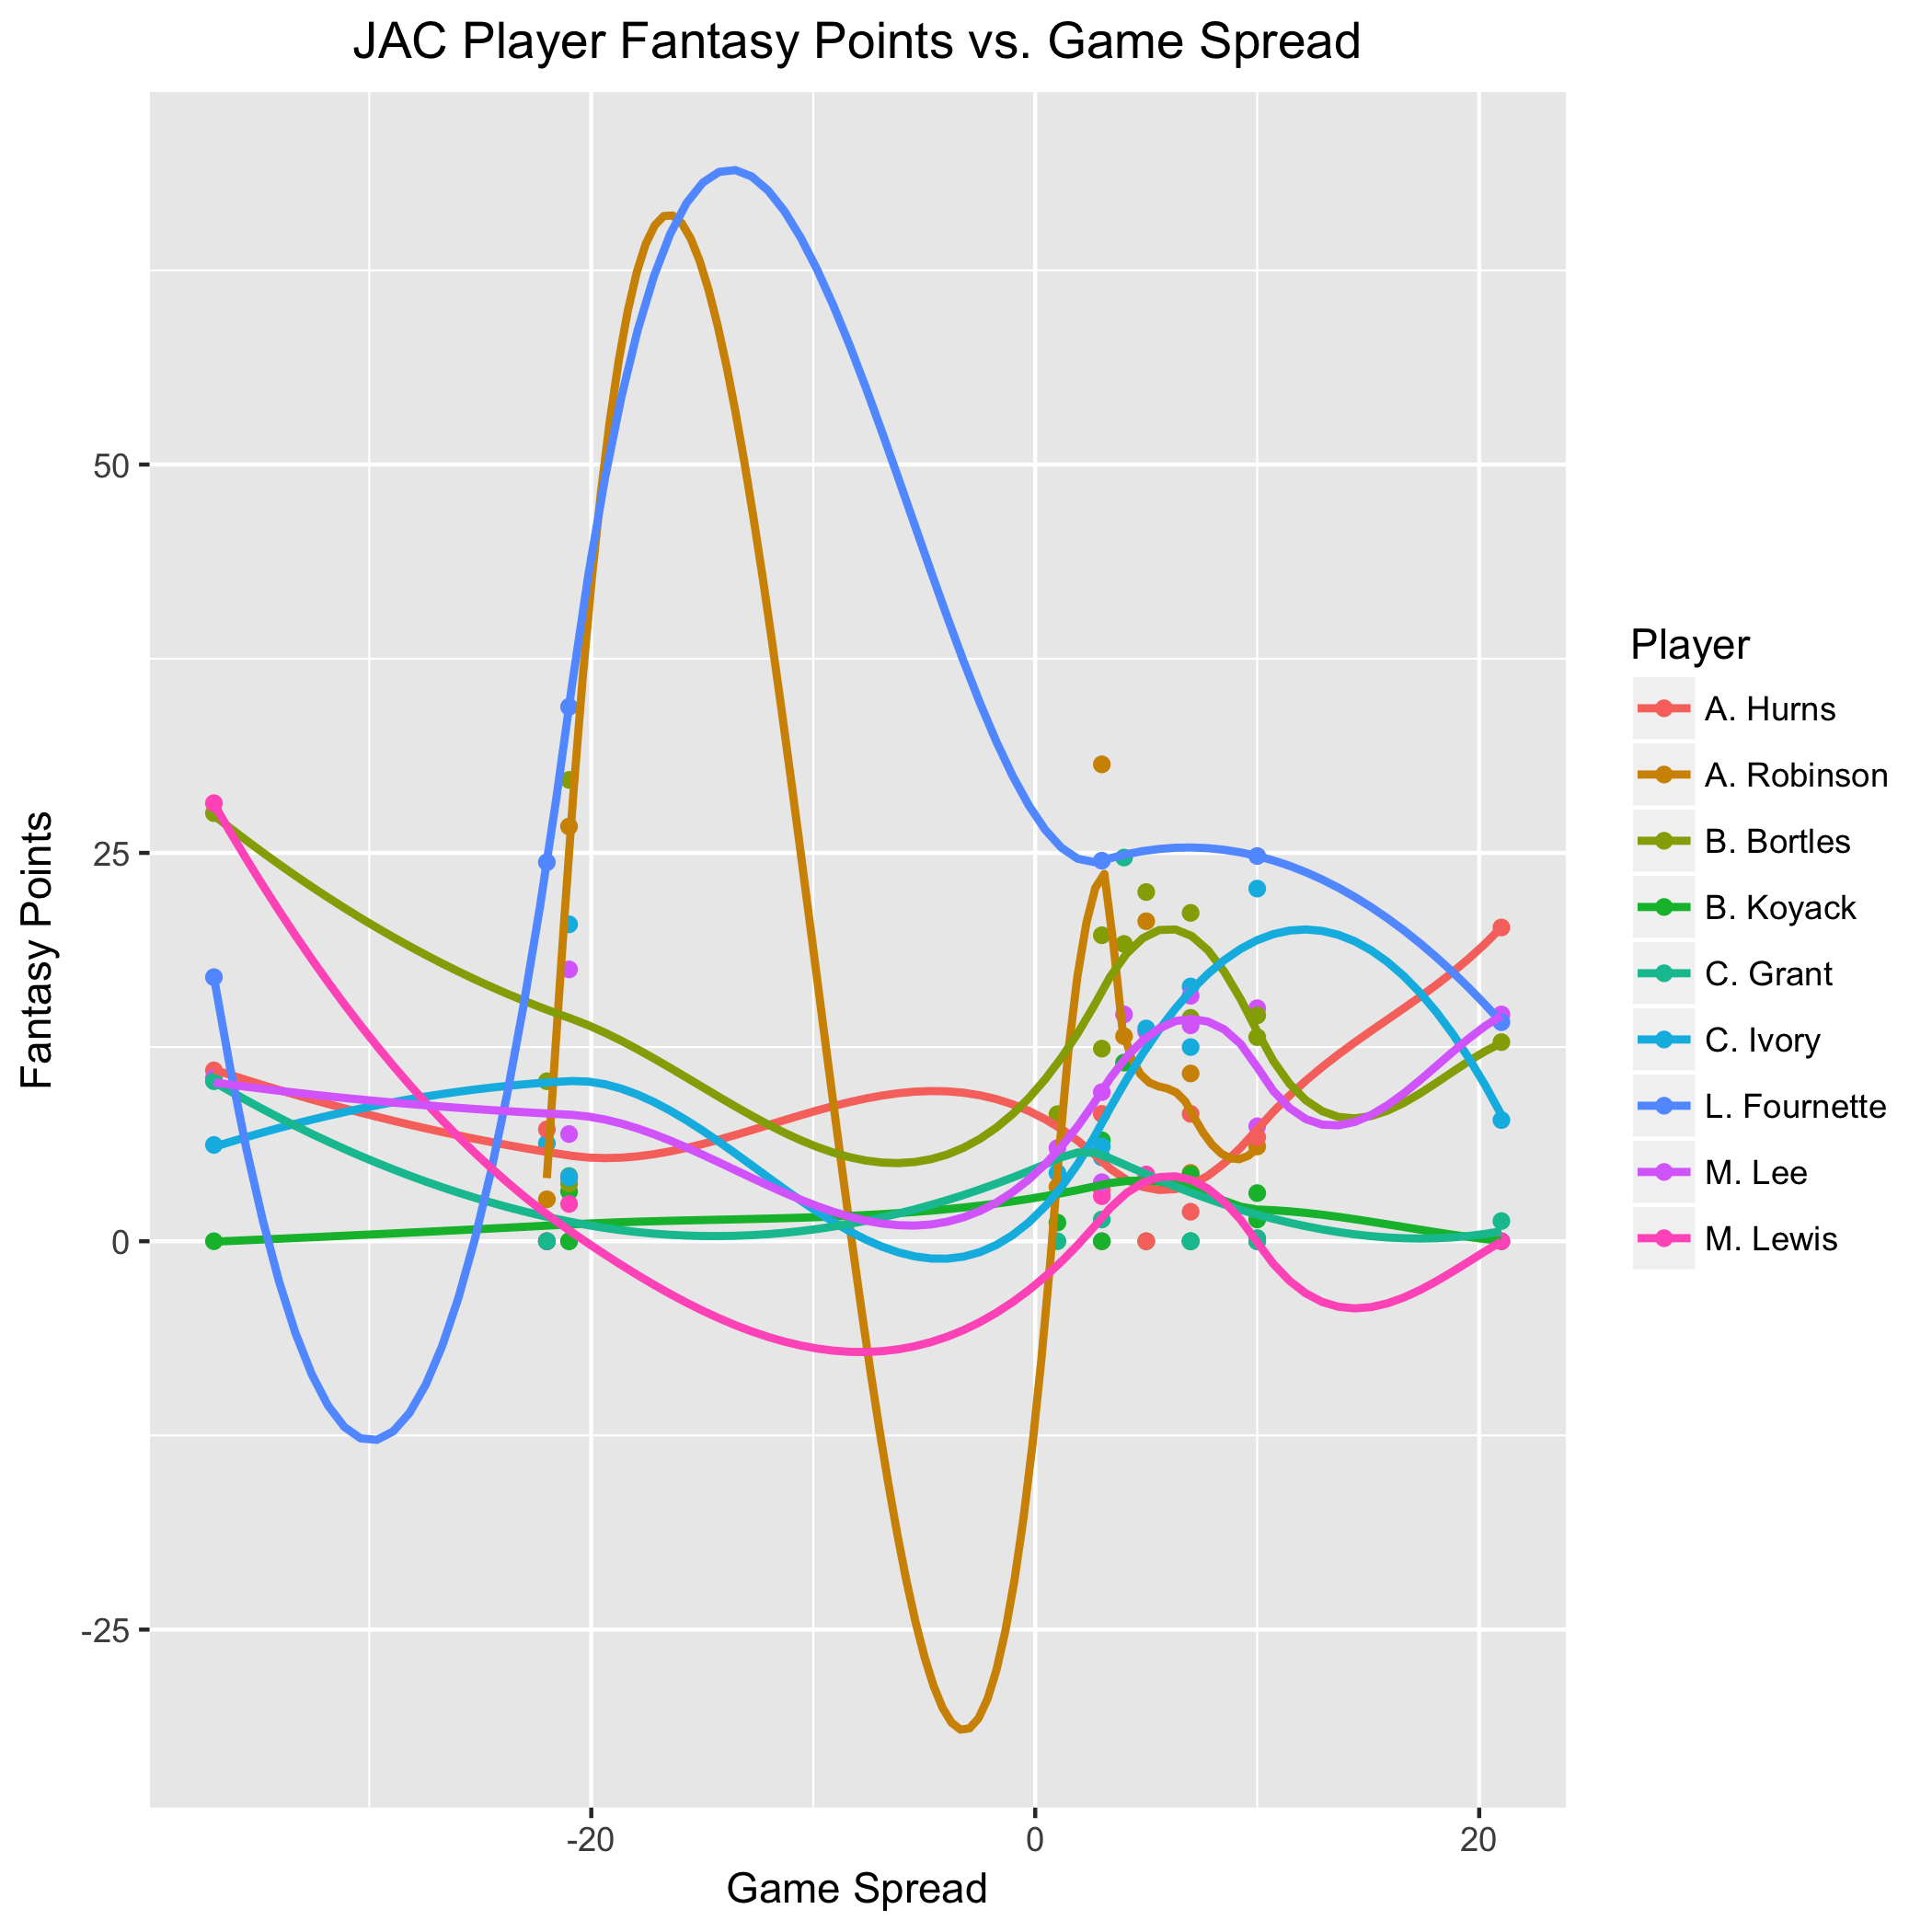 JAC Player Fantasy Points vs. Game Spread
Fantasy Points
50
25
0
-25
-20
0
20
Game Spread
Player
A. Hurns
A. Robinson
B. Bortles
B. Koyack
C. Grant
C. Ivory
L. Fournette
M. Lee
M. Lewis